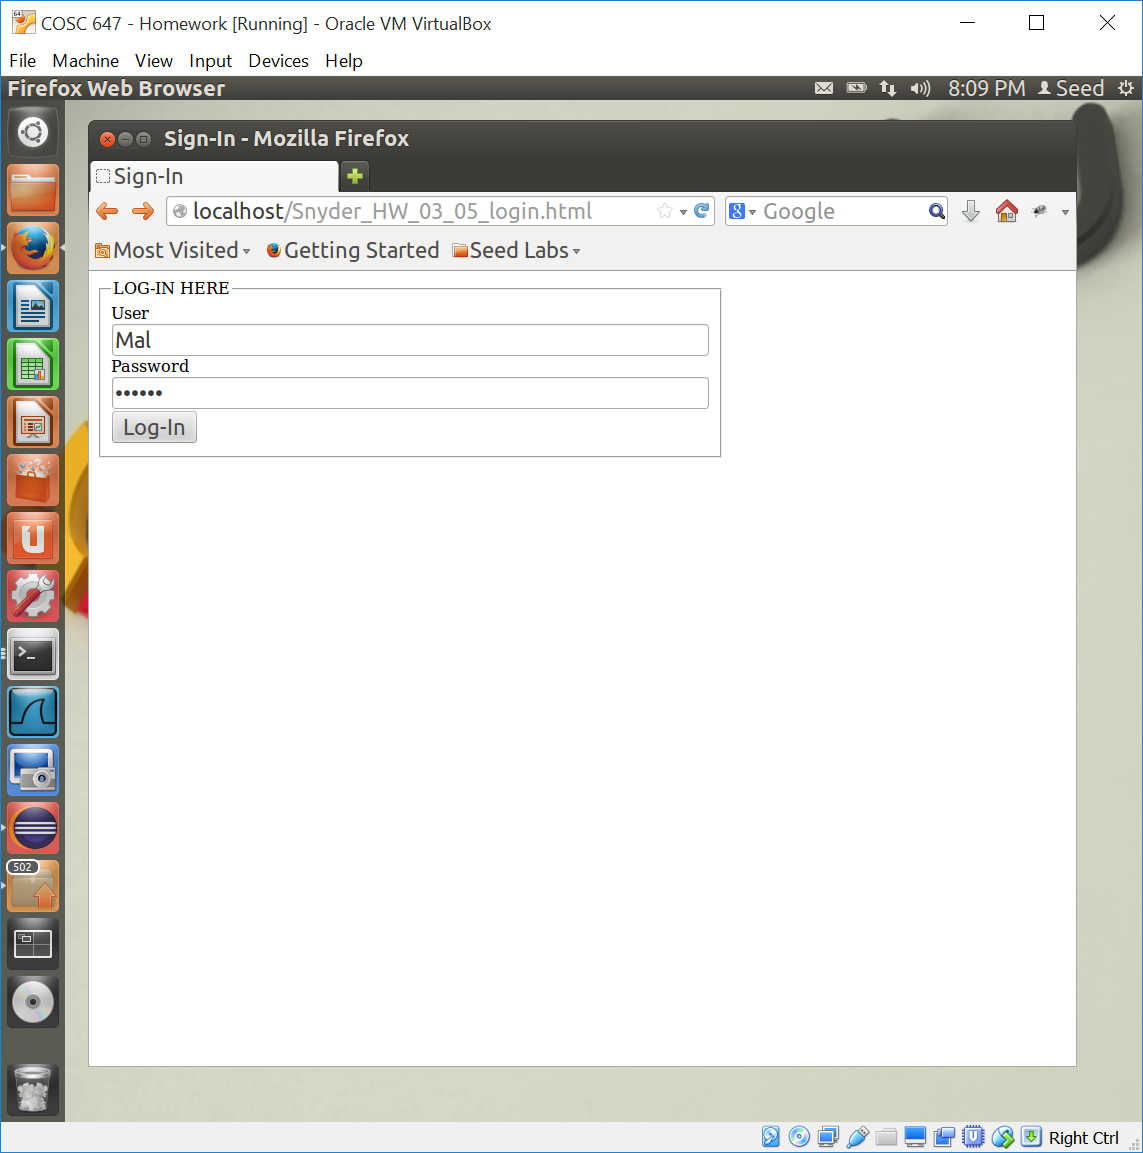 COSC 647 - Homework [Running] - Oracle VM VirtualBox
File Machine View Input Devices Help
Firefox Web Browser 8:09 PM Seed
Sign-In - Mozilla Firefox
Sign-In
localhost/Snyder_HW_03_05_login.html Google
Most Visited Getting Started Seed Labs
LOG-IN HERE
User
Mal
Password
••••••
Log-In
502
Right Ctrl